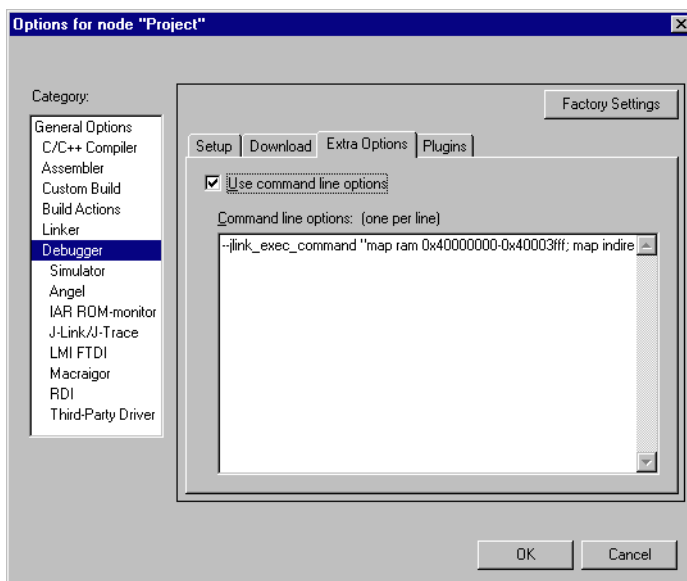 Options for node "Project"
Category:
General Options
C/C++ Compiler
Assembler
Custom Build
Build Actions
Linker
Debugger
Simulator
Angel
IAR ROM-monitor
J-Link/J-Trace
LMI FTDI
Macraigor
RDI
Third-Party Driver
Factory Settings
Setup Download Extra Options Plugins
Use command line options
Command line options: (one per line)
--jlink_exec_command "map ram 0x40000000-0x40003fff; map indire
OK Cancel